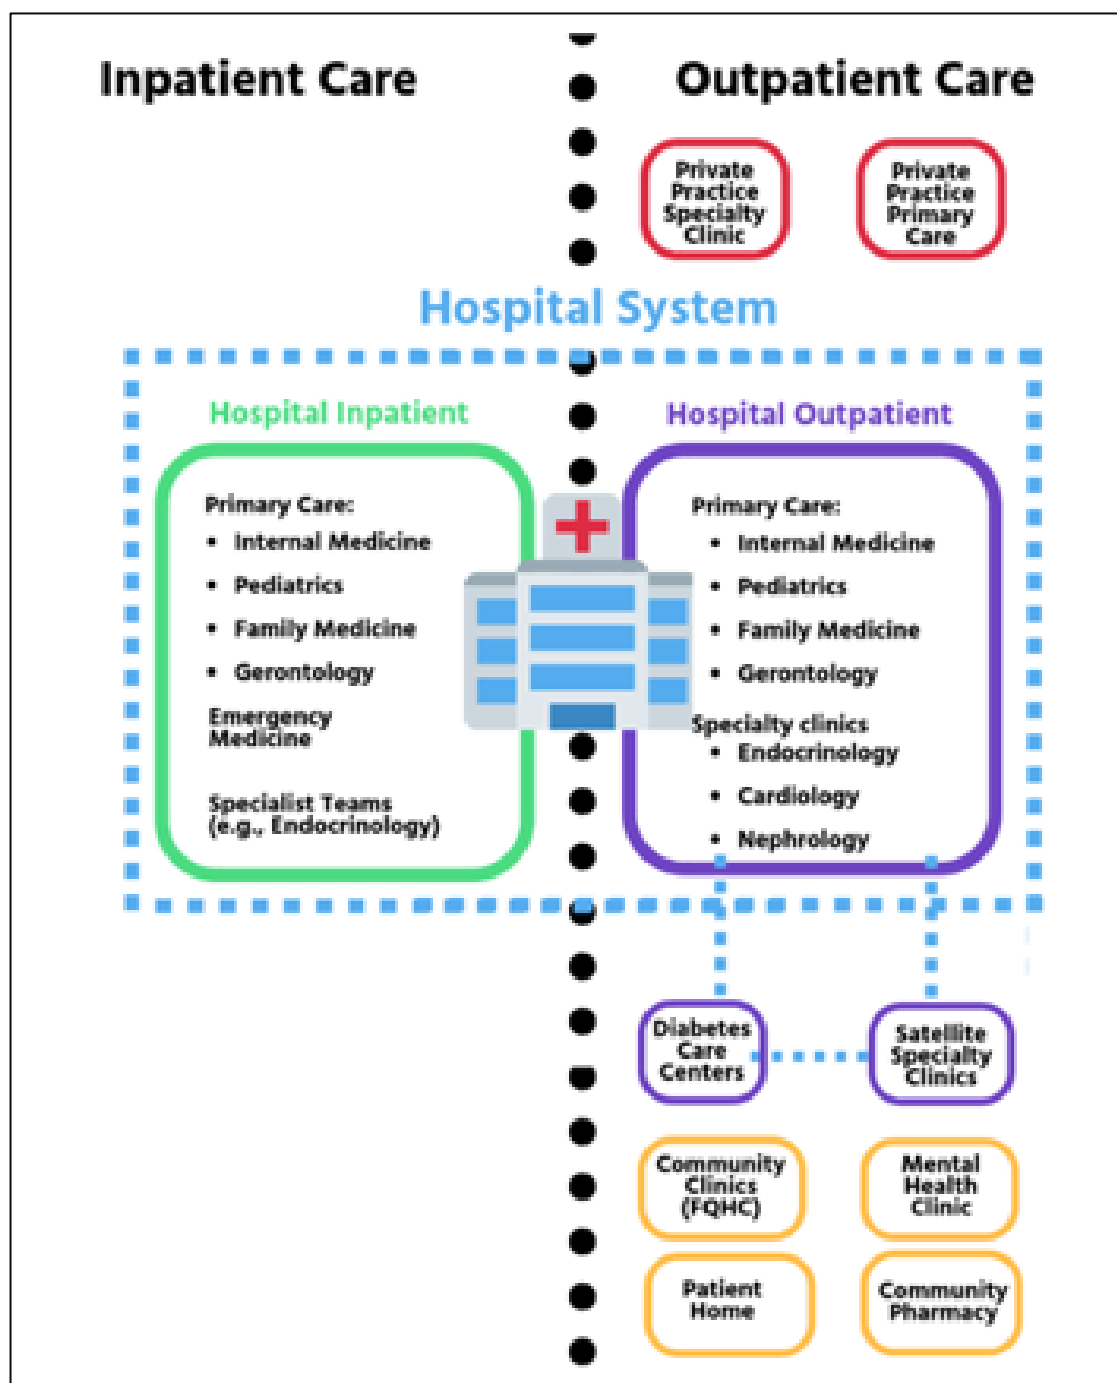 Inpatient Care
Outpatient Care
Private
Practice
Specialty
Clinic
Private
Practice
Primary
Care
Hospital System
Hospital Inpatient
Primary Care:
• Internal Medicine
• Pediatrics
• Family Medicine
• Gerontology
Emergency
Medicine
Specialist Teams
(e.g., Endocrinology)
Hospital Outpatient
Primary Care:
• Internal Medicine
• Pediatrics
• Family Medicine
• Gerontology
Specialty clinics
• Endocrinology
• Cardiology
• Nephrology
Diabetes
Care
Centers
Satellite
Specialty
Clinics
Community
Clinics
(FQHC)
Mental
Health
Clinic
Patient
Home
Community
Pharmacy